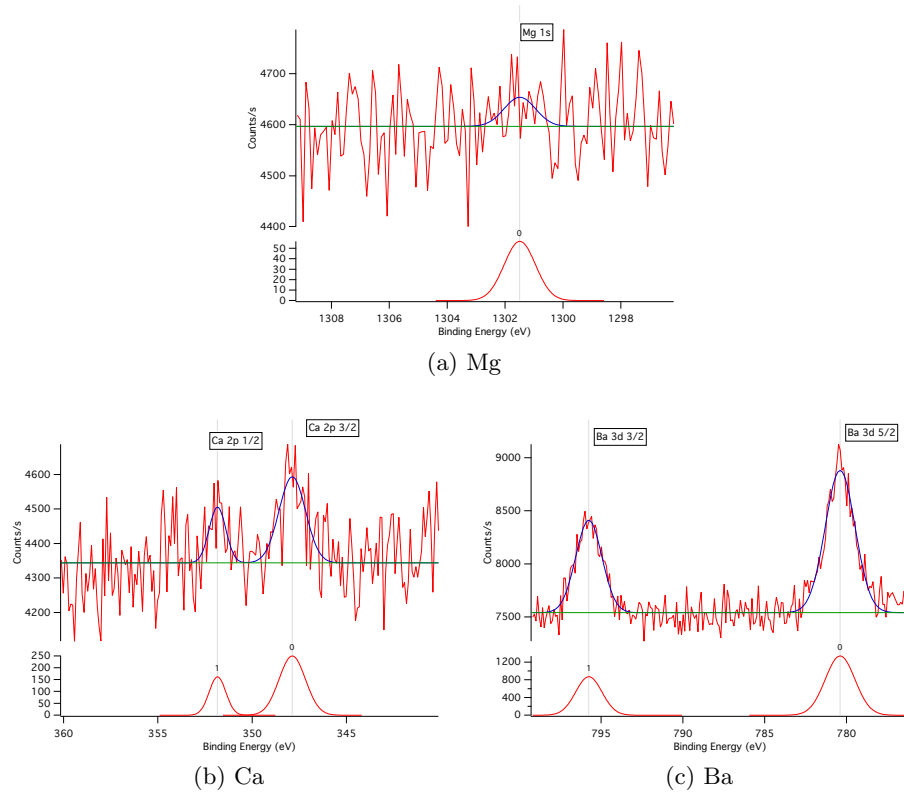 Mg 1s
4700
4600
4500
4400
Counts/s
0
50
40
30
20
10
0
1308 1306 1304 1302 1300 1298
Binding Energy (eV)
(a) Mg
Ca 2p 1/2
Ca 2p 3/2
4600
4500
4400
4300
4200
Counts/s
1
0
250
200
150
100
50
0
360 355 350 345
Binding Energy (eV)
(b) Ca
Ba 3d 3/2
Ba 3d 5/2
9000
8500
8000
7500
Counts/s
1
0
1200
800
400
0
795 790 785 780
Binding Energy (eV)
(c) Ba